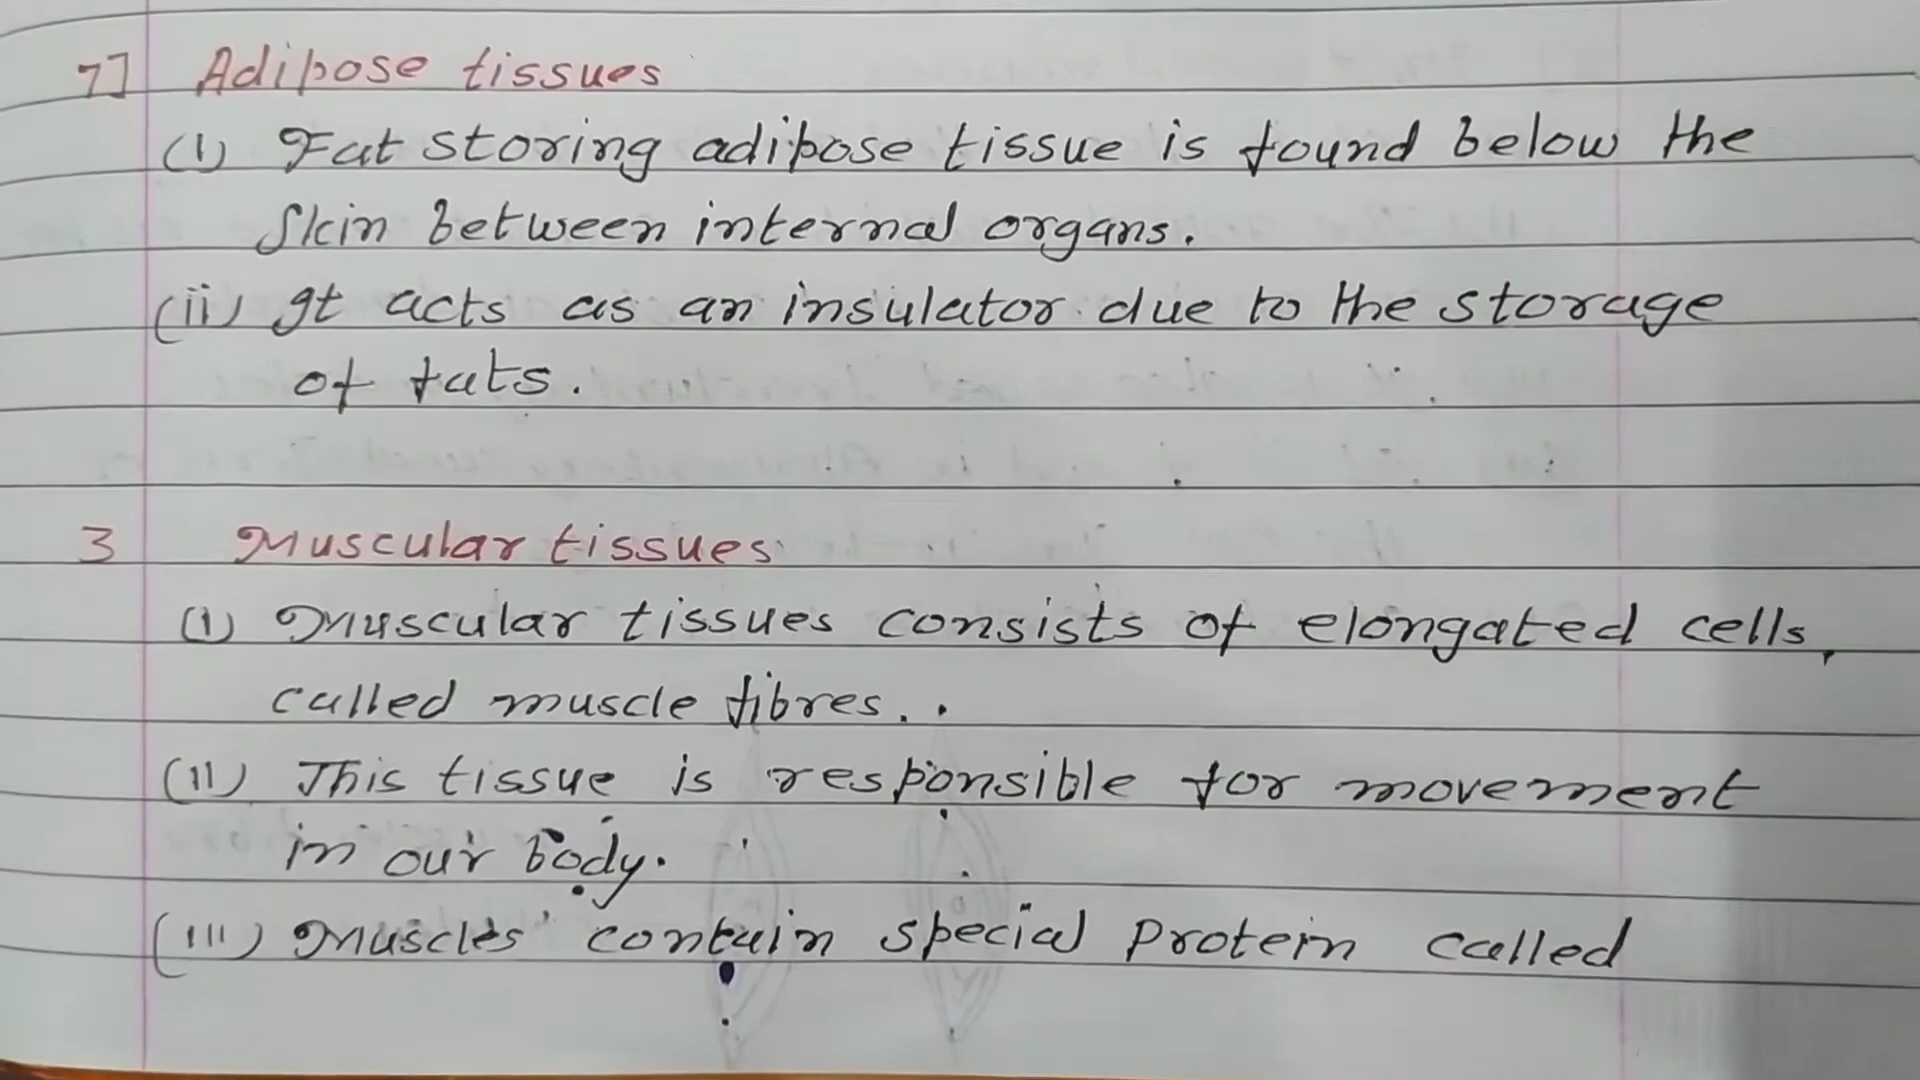 7] Adipose tissues
(i) Fat storing adipose tissue is found below the
Skin between internal organs.
(ii) It acts as an insulator due to the storage
of fats.
3 Muscular tissues
(i) Muscular tissues consists of elongated cells,
called muscle fibres..
(ii) This tissue is responsible for movement
in our body.
(iii) Muscles contain special protein called